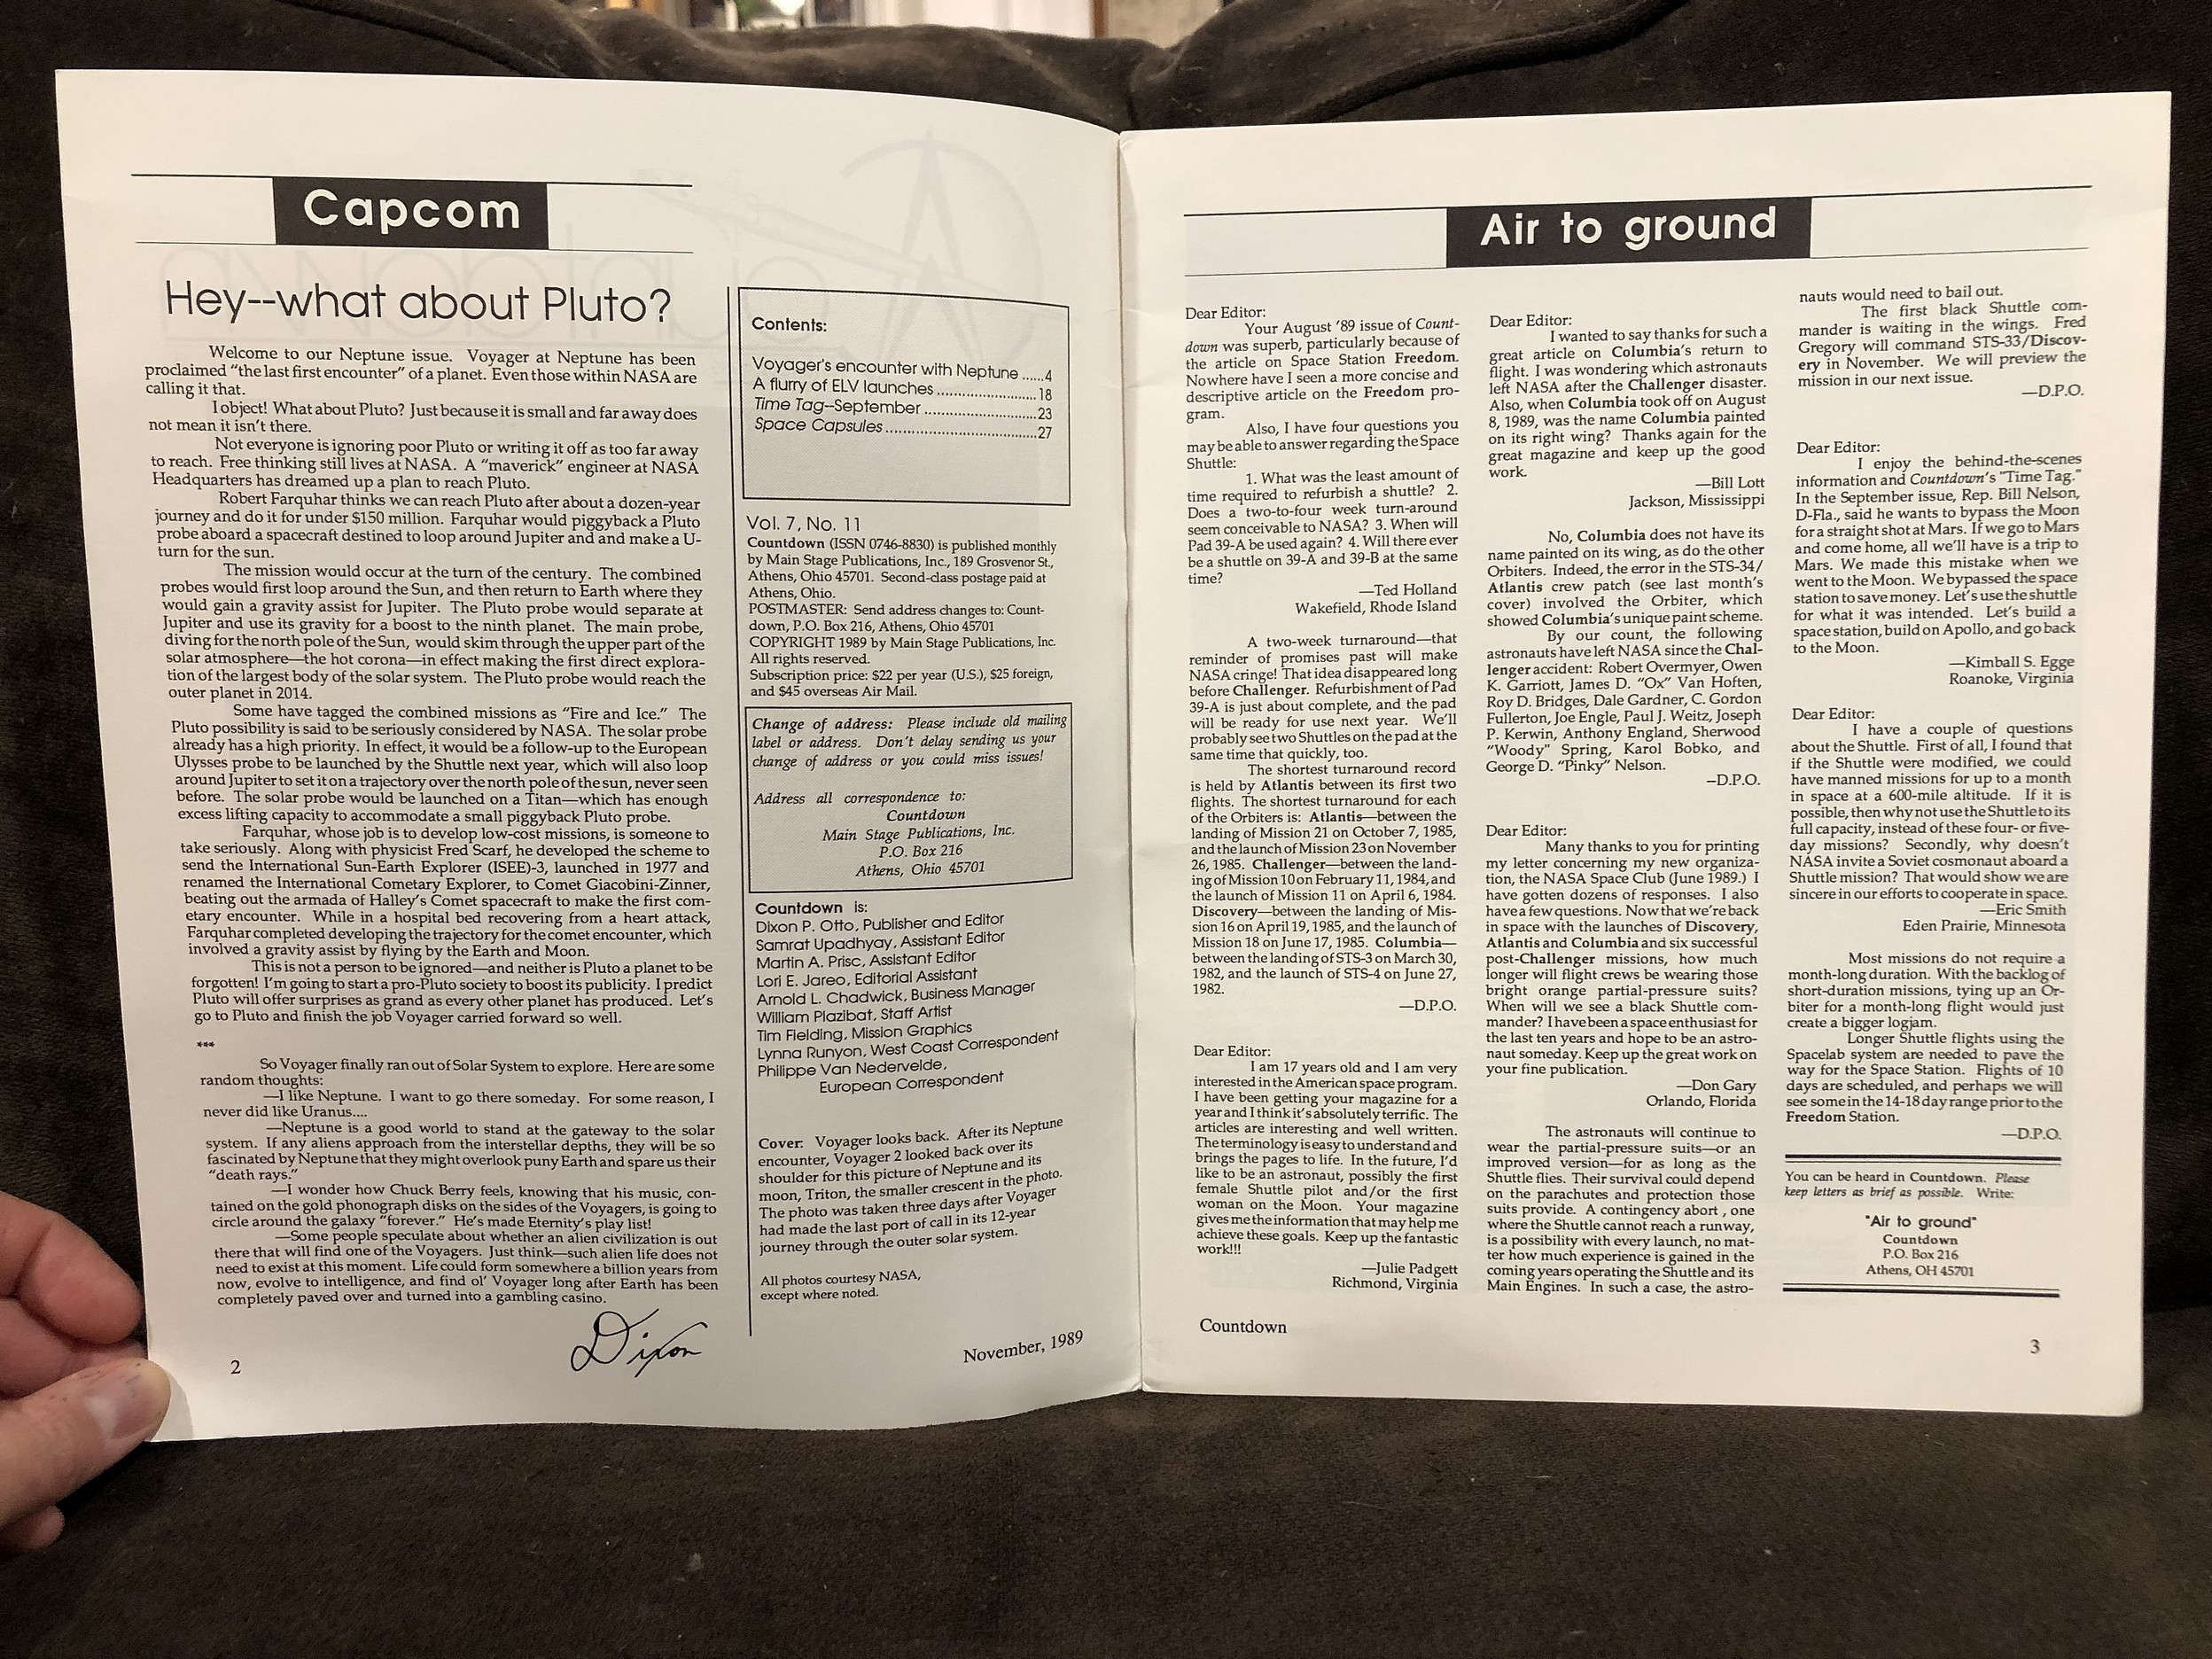 Capcom
Hey--what about Pluto?
Welcome to our Neptune issue. Voyager at Neptune has been
proclaimed "the last first encounter" of a planet. Even those within NASA are
calling it that.
I object! What about Pluto? Just because it is small and far away does
not mean it isn't there.
Not everyone is ignoring poor Pluto or writing it off as too far away
to reach. Free thinking still lives at NASA. A "maverick" engineer at NASA
Headquarters has dreamed up a plan to reach Pluto.
Robert Farquhar thinks we can reach Pluto after about a dozen-year
journey and do it for under $150 million. Farquhar would piggyback a Pluto
probe aboard a spacecraft destined to loop around Jupiter and and make a U-
turn for the sun.
The mission would occur at the turn of the century. The combined
probes would first loop around the Sun, and then return to Earth where they
would gain a gravity assist for Jupiter. The Pluto probe would separate at
Jupiter and use its gravity for a boost to the ninth planet. The main probe,
diving for the north pole of the Sun, would skim through the upper part of the
solar atmosphere—the hot corona—in effect making the first direct explora-
tion of the largest body of the solar system. The Pluto probe would reach the
outer planet in 2014.
Some have tagged the combined missions as "Fire and Ice." The
Pluto possibility is said to be seriously considered by NASA. The solar probe
already has a high priority. In effect, it would be a follow-up to the European
Ulysses probe to be launched by the Shuttle next year, which will also loop
around Jupiter to set it on a trajectory over the north pole of the sun, never seen
before. The solar probe would be launched on a Titan—which has enough
excess lifting capacity to accommodate a small piggyback Pluto probe.
Farquhar, whose job is to develop low-cost missions, is someone to
take seriously. Along with physicist Fred Scarf, he developed the scheme to
send the International Sun-Earth Explorer (ISEE)-3, launched in 1977 and
renamed the International Cometary Explorer, to Comet Giacobini-Zinner,
beating out the armada of Halley's Comet spacecraft to make the first com-
etary encounter. While in a hospital bed recovering from a heart attack,
Farquhar completed developing the trajectory for the comet encounter, which
involved a gravity assist by flying by the Earth and Moon.
This is not a person to be ignored—and neither is Pluto a planet to be
forgotten! I'm going to start a pro-Pluto society to boost its publicity. I predict
Pluto will offer surprises as grand as every other planet has produced. Let's
go to Pluto and finish the job Voyager carried forward so well.
***
So Voyager finally ran out of Solar System to explore. Here are some
random thoughts:
—I like Neptune. I want to go there someday. For some reason, I
never did like Uranus....
—Neptune is a good world to stand at the gateway to the solar
system. If any aliens approach from the interstellar depths, they will be so
fascinated by Neptune that they might overlook puny Earth and spare us their
"death rays."
—I wonder how Chuck Berry feels, knowing that his music, con-
tained on the gold phonograph disks on the sides of the Voyagers, is going to
circle around the galaxy "forever." He's made Eternity's play list!
—Some people speculate about whether an alien civilization is out
there that will find one of the Voyagers. Just think—such alien life does not
need to exist at this moment. Life could form somewhere a billion years from
now, evolve to intelligence, and find ol' Voyager long after Earth has been
completely paved over and turned into a gambling casino.
Dixon
2
Contents:
Voyager's encounter with Neptune ......4
A flurry of ELV launches .........................18
Time Tag--September ...........................23
Space Capsules....................................27
Vol. 7, No. 11
Countdown (ISSN 0746-8830) is published monthly
by Main Stage Publications, Inc., 189 Grosvenor St.,
Athens, Ohio 45701. Second-class postage paid at
Athens, Ohio.
POSTMASTER: Send address changes to: Count-
down, P.O. Box 216, Athens, Ohio 45701
COPYRIGHT 1989 by Main Stage Publications, Inc.
All rights reserved.
Subscription price: $22 per year (U.S.), $25 foreign,
and $45 overseas Air Mail.
Change of address: Please include old mailing
label or address. Don't delay sending us your
change of address or you could miss issues!
Address all correspondence to:
Countdown
Main Stage Publications, Inc.
P.O. Box 216
Athens, Ohio 45701
Countdown is:
Dixon P. Otto, Publisher and Editor
Samrat Upadhyay, Assistant Editor
Martin A. Prisc, Assistant Editor
Lori E. Jareo, Editorial Assistant
Arnold L. Chadwick, Business Manager
William Plazibat, Staff Artist
Tim Fielding, Mission Graphics
Lynna Runyon, West Coast Correspondent
Philippe Van Nedervelde,
European Correspondent
Cover: Voyager looks back. After its Neptune
encounter, Voyager 2 looked back over its
shoulder for this picture of Neptune and its
moon, Triton, the smaller crescent in the photo.
The photo was taken three days after Voyager
had made the last port of call in its 12-year
journey through the outer solar system.
All photos courtesy NASA,
except where noted.
November, 1989
Air to ground
Dear Editor:
Your August '89 issue of Count-
down was superb, particularly because of
the article on Space Station Freedom.
Nowhere have I seen a more concise and
descriptive article on the Freedom pro-
gram.
Also, I have four questions you
may be able to answer regarding the Space
Shuttle:
1. What was the least amount of
time required to refurbish a shuttle? 2.
Does a two-to-four week turn-around
seem conceivable to NASA? 3. When will
Pad 39-A be used again? 4. Will there ever
be a shuttle on 39-A and 39-B at the same
time?
—Ted Holland
Wakefield, Rhode Island
A two-week turnaround—that
reminder of promises past will make
NASA cringe! That idea disappeared long
before Challenger. Refurbishment of Pad
39-A is just about complete, and the pad
will be ready for use next year. We'll
probably see two Shuttles on the pad at the
same time that quickly, too.
The shortest turnaround record
is held by Atlantis between its first two
flights. The shortest turnaround for each
of the Orbiters is: Atlantis—between the
landing of Mission 21 on October 7, 1985,
and the launch of Mission 23 on November
26, 1985. Challenger—between the land-
ing of Mission 10 on February 11, 1984, and
the launch of Mission 11 on April 6, 1984.
Discovery—between the landing of Mis-
sion 16 on April 19, 1985, and the launch of
Mission 18 on June 17, 1985. Columbia—
between the landing of STS-3 on March 30,
1982, and the launch of STS-4 on June 27,
1982.
—D.P.O.
Dear Editor:
I am 17 years old and I am very
interested in the American space program.
I have been getting your magazine for a
year and I think it's absolutely terrific. The
articles are interesting and well written.
The terminology is easy to understand and
brings the pages to life. In the future, I'd
like to be an astronaut, possibly the first
female Shuttle pilot and/or the first
woman on the Moon. Your magazine
gives me the information that may help me
achieve these goals. Keep up the fantastic
work!!!
—Julie Padgett
Richmond, Virginia
Dear Editor:
I wanted to say thanks for such a
great article on Columbia's return to
flight. I was wondering which astronauts
left NASA after the Challenger disaster.
Also, when Columbia took off on August
8, 1989, was the name Columbia painted
on its right wing? Thanks again for the
great magazine and keep up the good
work.
—Bill Lott
Jackson, Mississippi
No, Columbia does not have its
name painted on its wing, as do the other
Orbiters. Indeed, the error in the STS-34/
Atlantis crew patch (see last month's
cover) involved the Orbiter, which
showed Columbia's unique paint scheme.
By our count, the following
astronauts have left NASA since the Chal-
lenger accident: Robert Overmyer, Owen
K. Garriott, James D. "Ox" Van Hoften,
Roy D. Bridges, Dale Gardner, C. Gordon
Fullerton, Joe Engle, Paul J. Weitz, Joseph
P. Kerwin, Anthony England, Sherwood
"Woody" Spring, Karol Bobko, and
George D. "Pinky" Nelson.
–D.P.O.
Dear Editor:
Many thanks to you for printing
my letter concerning my new organiza-
tion, the NASA Space Club (June 1989.) I
have gotten dozens of responses. I also
have a few questions. Now that we're back
in space with the launches of Discovery,
Atlantis and Columbia and six successful
post-Challenger missions, how much
longer will flight crews be wearing those
bright orange partial-pressure suits?
When will we see a black Shuttle com-
mander? I have been a space enthusiast for
the last ten years and hope to be an astro-
naut someday. Keep up the great work on
your fine publication.
—Don Gary
Orlando, Florida
The astronauts will continue to
wear the partial-pressure suits—or an
improved version—for as long as the
Shuttle flies. Their survival could depend
on the parachutes and protection those
suits provide. A contingency abort , one
where the Shuttle cannot reach a runway,
is a possibility with every launch, no mat-
ter how much experience is gained in the
coming years operating the Shuttle and its
Main Engines. In such a case, the astro-
nauts would need to bail out.
The first black Shuttle com-
mander is waiting in the wings. Fred
Gregory will command STS-33/Discov-
ery in November. We will preview the
mission in our next issue.
—D.P.O.
Dear Editor:
I enjoy the behind-the-scenes
information and Countdown's "Time Tag."
In the September issue, Rep. Bill Nelson,
D-Fla., said he wants to bypass the Moon
for a straight shot at Mars. If we go to Mars
and come home, all we'll have is a trip to
Mars. We made this mistake when we
went to the Moon. We bypassed the space
station to save money. Let's use the shuttle
for what it was intended. Let's build a
space station, build on Apollo, and go back
to the Moon.
—Kimball S. Egge
Roanoke, Virginia
Dear Editor:
I have a couple of questions
about the Shuttle. First of all, I found that
if the Shuttle were modified, we could
have manned missions for up to a month
in space at a 600-mile altitude. If it is
possible, then why not use the Shuttle to its
full capacity, instead of these four- or five-
day missions? Secondly, why doesn't
NASA invite a Soviet cosmonaut aboard a
Shuttle mission? That would show we are
sincere in our efforts to cooperate in space.
—Eric Smith
Eden Prairie, Minnesota
Most missions do not require a
month-long duration. With the backlog of
short-duration missions, tying up an Or-
biter for a month-long flight would just
create a bigger logjam.
Longer Shuttle flights using the
Spacelab system are needed to pave the
way for the Space Station. Flights of 10
days are scheduled, and perhaps we will
see some in the 14-18 day range prior to the
Freedom Station.
—D.P.O.
You can be heard in Countdown. Please
keep letters as brief as possible. Write:
"Air to ground"
Countdown
P.O. Box 216
Athens, OH 45701
Countdown
3